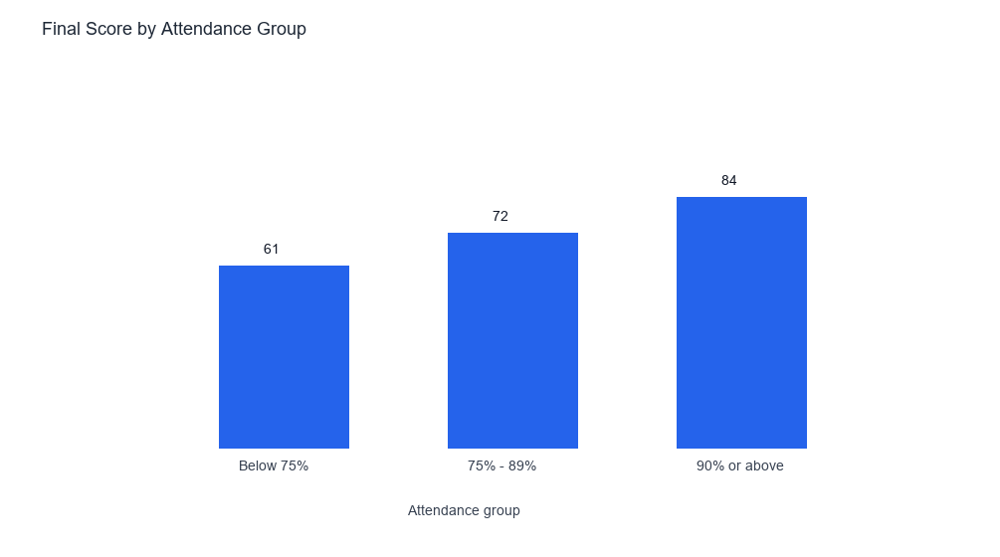 Final Score by Attendance Group
84
72
61
Below 75%
75% - 89%
90% or above
Attendance group